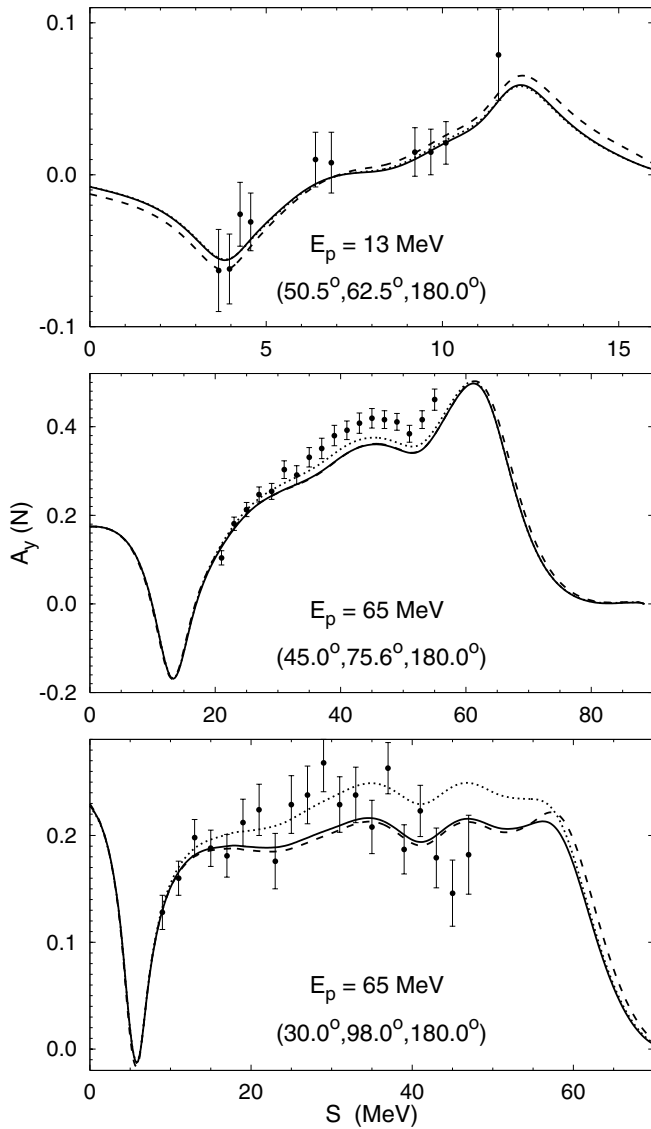 0.1
0.0
-0.1
E_p = 13 MeV
(50.5°,62.5°,180.0°)
0 5 10 15
A_y (N)
0.4
0.2
0.0
-0.2
E_p = 65 MeV
(45.0°,75.6°,180.0°)
0 20 40 60 80
0.2
0.1
0.0
E_p = 65 MeV
(30.0°,98.0°,180.0°)
0 20 40 60
S (MeV)